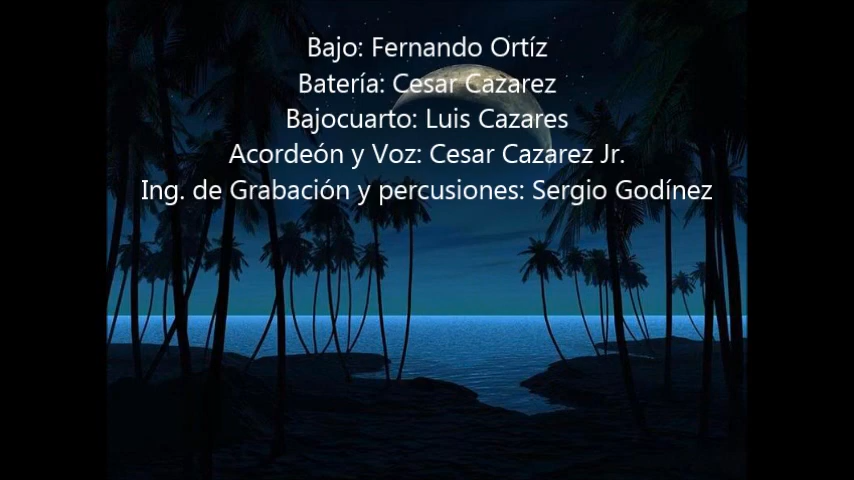 Bajo: Fernando Ortíz
Batería: Cesar Cazarez
Bajocuarto: Luis Cazares
Acordeón y Voz: Cesar Cazarez Jr.
Ing. de Grabación y percusiones: Sergio Godínez